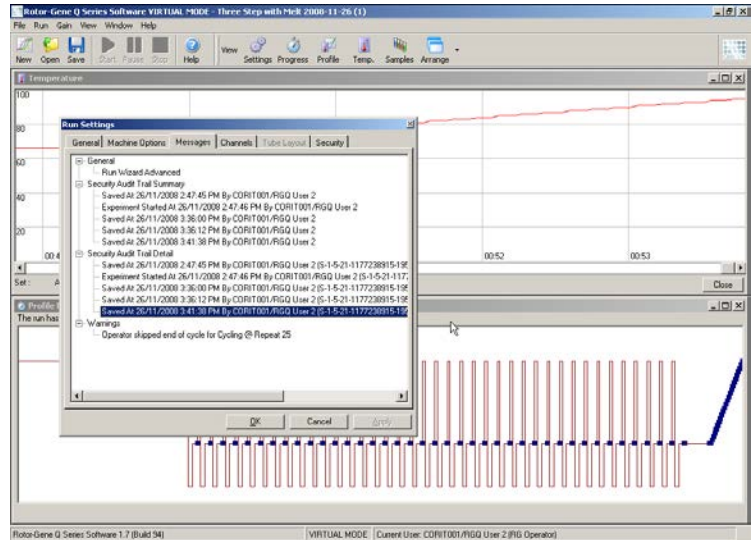 Rotor-Gene Q Series Software VIRTUAL MODE - Three Step with Melt 2008-11-26 (1)
File Run Gain View Window Help
New Open Save Start Pause Stop Help View Settings Progress Profile Temp. Samples Arrange
Temperature
100
80
60
40
20
00:52 00:53
Set :
Close
Run Settings
General Machine Options Messages Channels Tube Layout Security
General
Run Wizard Advanced
Security Audit Trail Summary
Saved At 26/11/2008 2:47:45 PM By CORIT001/RGQ User 2
Experiment Started At 26/11/2008 2:47:46 PM By CORIT001/RGQ User 2
Saved At 26/11/2008 3:36:00 PM By CORIT001/RGQ User 2
Saved At 26/11/2008 3:36:12 PM By CORIT001/RGQ User 2
Saved At 26/11/2008 3:41:38 PM By CORIT001/RGQ User 2
Security Audit Trail Detail
Saved At 26/11/2008 2:47:45 PM By CORIT001/RGQ User 2 (S-1-5-21-1177238915-195
Experiment Started At 26/11/2008 2:47:46 PM By CORIT001/RGQ User 2 (S-1-5-21-1177
Saved At 26/11/2008 3:36:00 PM By CORIT001/RGQ User 2 (S-1-5-21-1177238915-195
Saved At 26/11/2008 3:36:12 PM By CORIT001/RGQ User 2 (S-1-5-21-1177238915-195
Saved At 26/11/2008 3:41:38 PM By CORIT001/RGQ User 2 (S-1-5-21-1177238915-195
Warnings
Operator skipped end of cycle for Cycling @ Repeat 25
OK Cancel Apply
Profile
The run has
Rotor-Gene Q Series Software 1.7 (Build 94) VIRTUAL MODE Current User: CORIT001/RGQ User 2 (RG Operator)